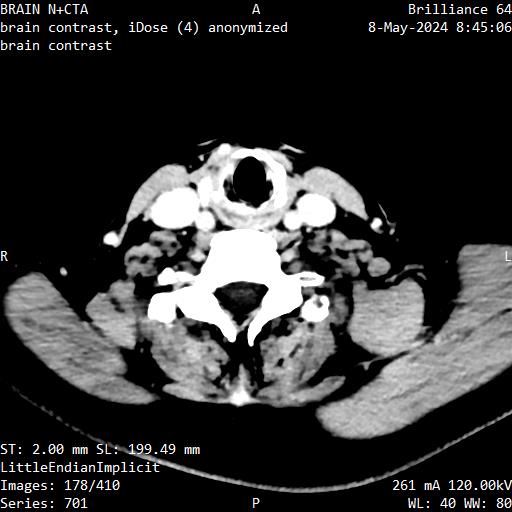 BRAIN N+CTA
A
Brilliance 64
brain contrast, iDose (4) anonymized
8-May-2024 8:45:06
brain contrast
R
L
ST: 2.00 mm SL: 199.49 mm
LittleEndianImplicit
Images: 178/410
261 mA 120.00kV
Series: 701
P
WL: 40 WW: 80